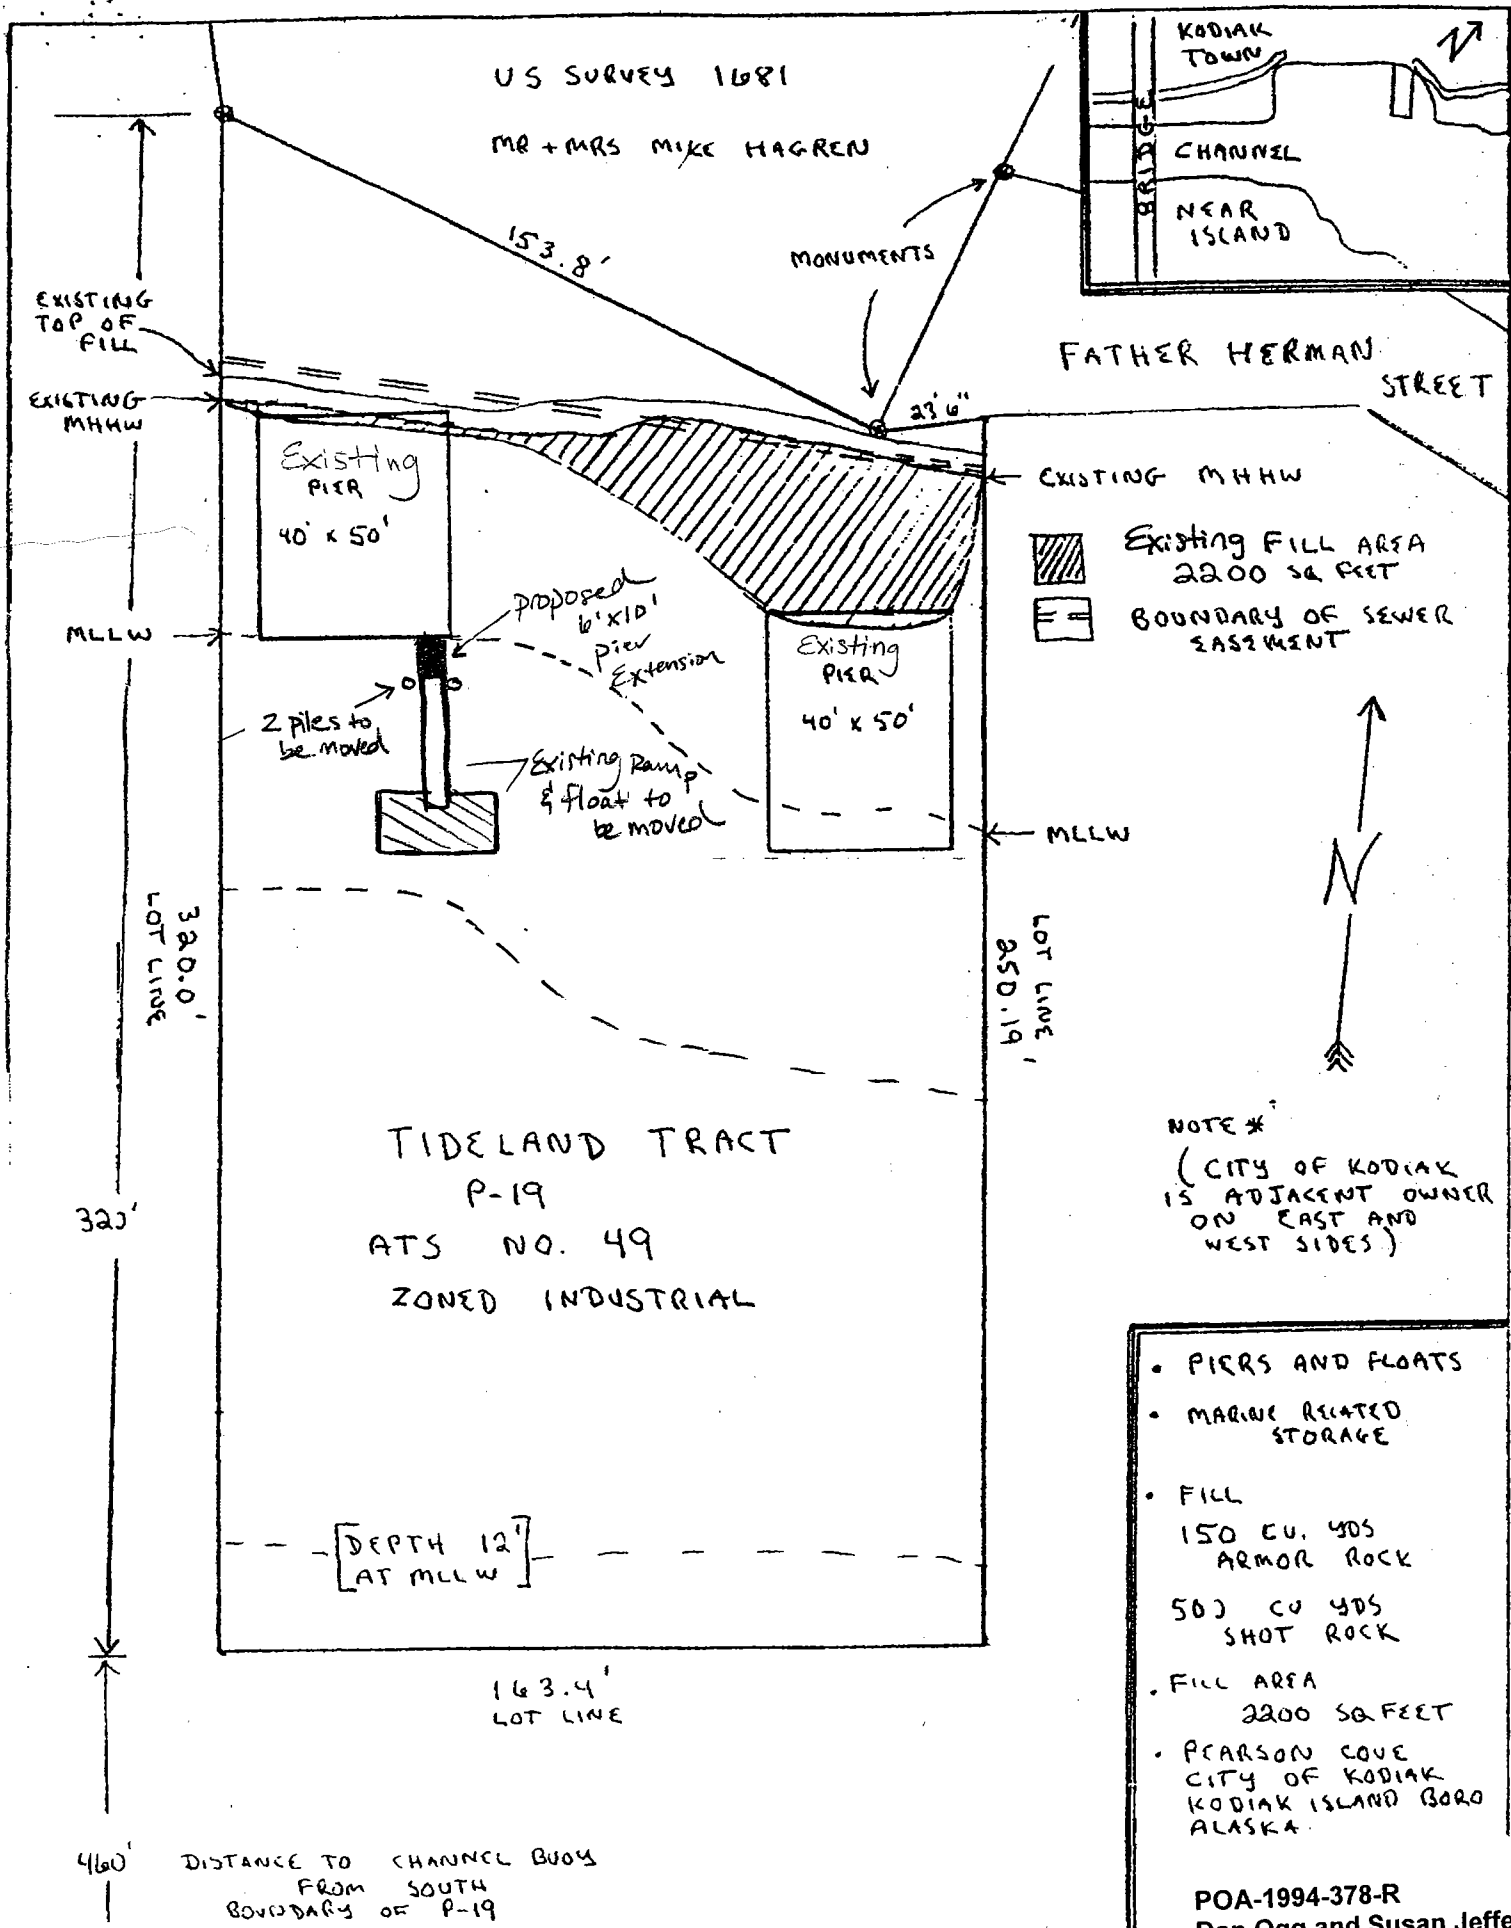 US SURVEY 1681
MR + MRS MIKE HAGREN
KODIAK
TOWN
N
BRIDGE
CHANNEL
NEAR
ISLAND
153.8'
MONUMENTS
EXISTING
TOP OF
FILL
EXISTING
MHHW
FATHER HERMAN
STREET
23'6"
Existing
PIER
40' x 50'
EXISTING MHHW
Existing FILL AREA
2200 SQ FEET
BOUNDARY OF SEWER
EASEMENT
MLLW
proposed
6'x10'
pier
Extension
Existing
PIER
40' x 50'
2 piles to
be moved
Existing Ramp
& float to
be moved
MLLW
N
320.0'
LOT LINE
LOT LINE
250.19'
TIDELAND TRACT
P-19
ATS NO. 49
ZONED INDUSTRIAL
320'
NOTE *
(CITY OF KODIAK
IS ADJACENT OWNER
ON EAST AND
WEST SIDES)
[DEPTH 12'
AT MLLW]
163.4'
LOT LINE
• PIERS AND FLOATS
• MARINE RELATED
STORAGE
• FILL
150 CU. YDS
ARMOR ROCK
500 CU YDS
SHOT ROCK
• FILL AREA
2200 SQ FEET
• PEARSON COVE
CITY OF KODIAK
KODIAK ISLAND BORO
ALASKA
460' DISTANCE TO CHANNEL BUOY
FROM SOUTH
BOUNDARY OF P-19
POA-1994-378-R
Dan Ogg and Susan Jeffe